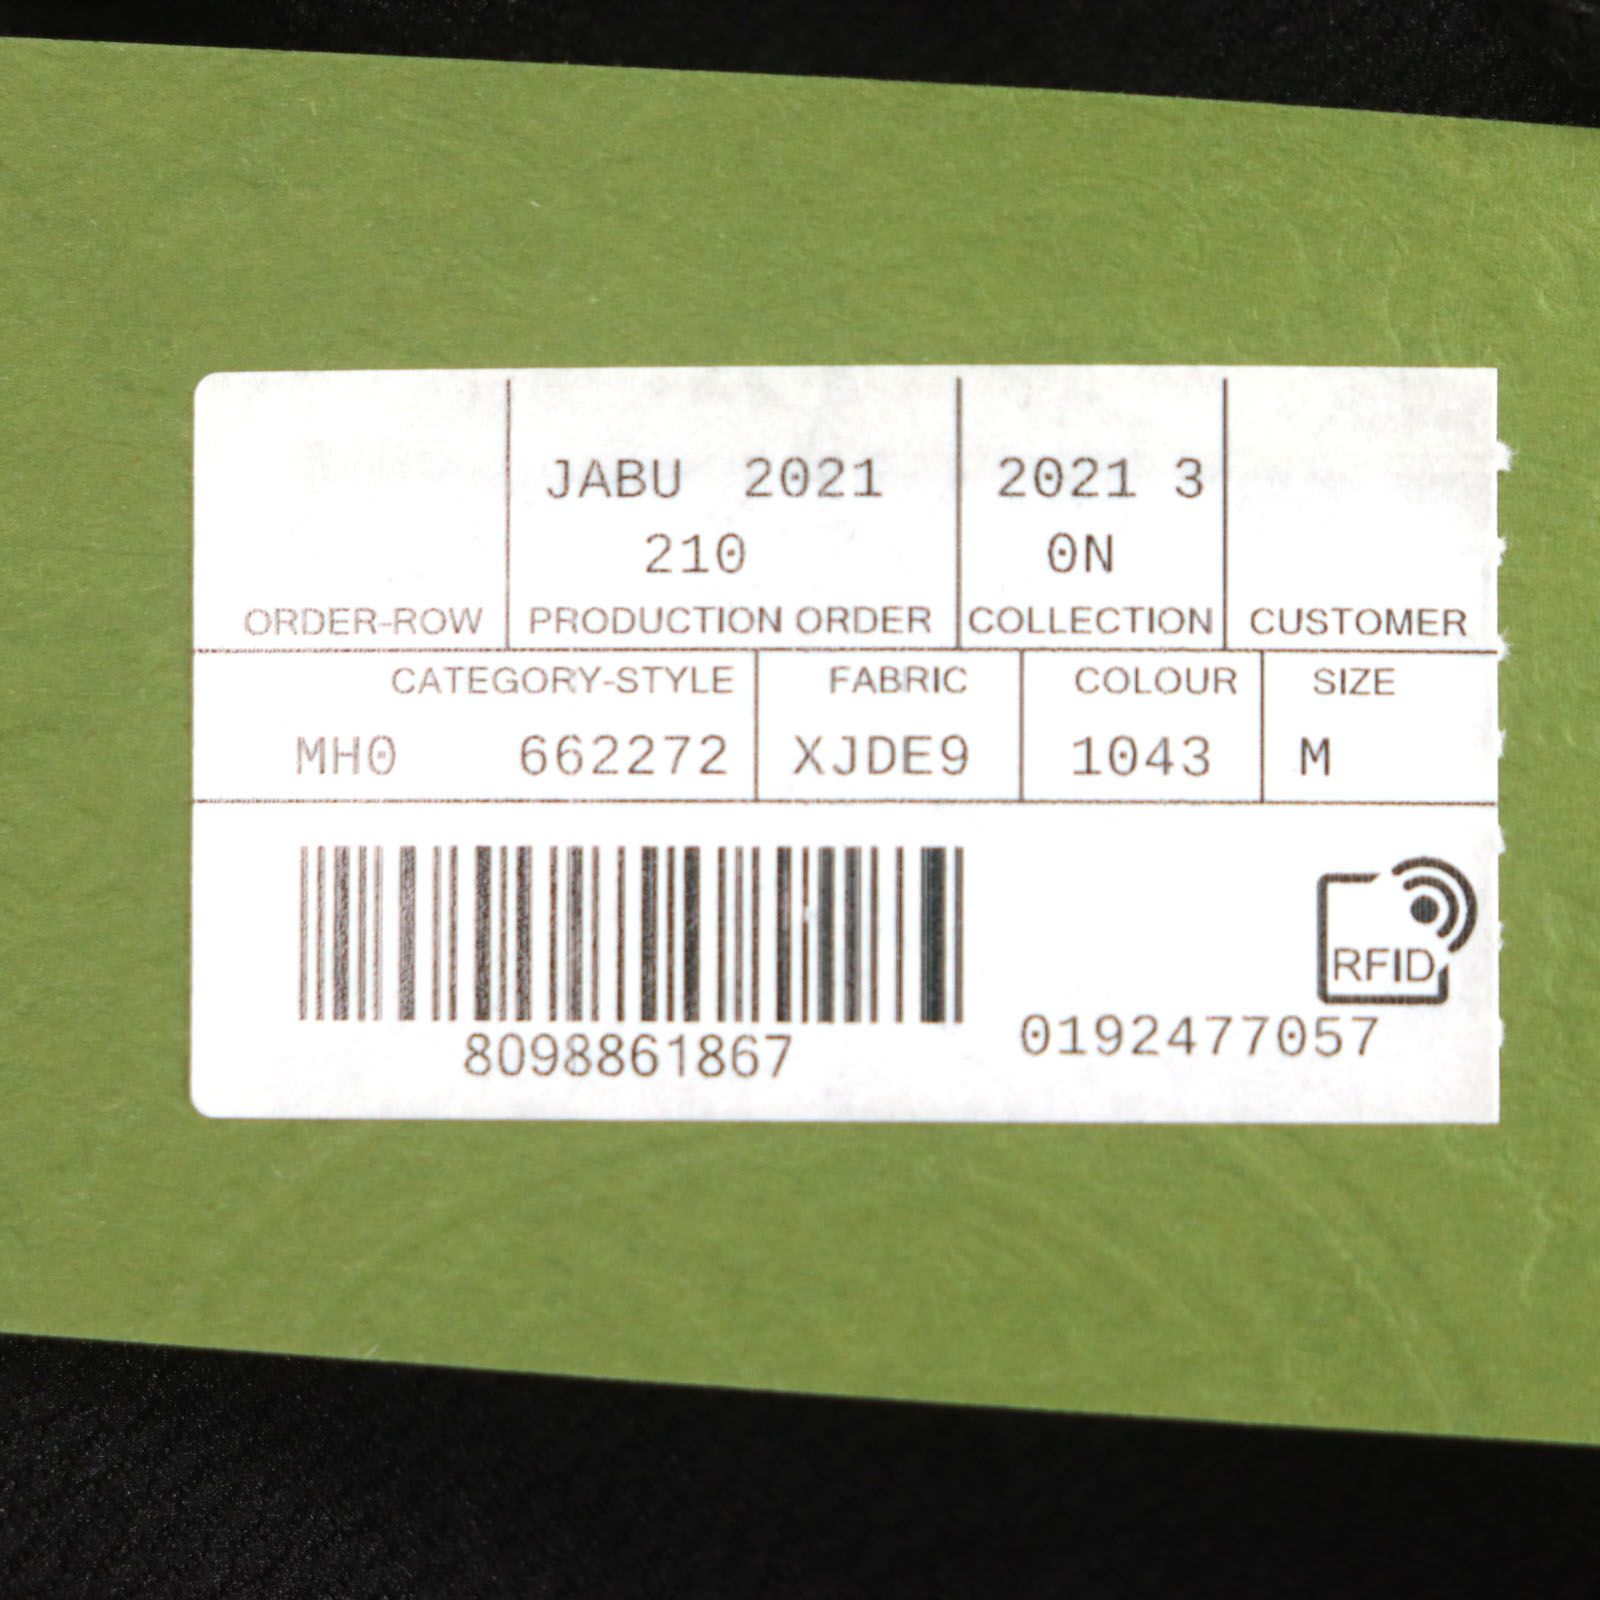 JABU 2021
210
2021 3
0N
ORDER-ROW PRODUCTION ORDER COLLECTION CUSTOMER
CATEGORY-STYLE FABRIC COLOUR SIZE
MH0 662272 XJDE9 1043 M
RFID
8098861867
0192477057